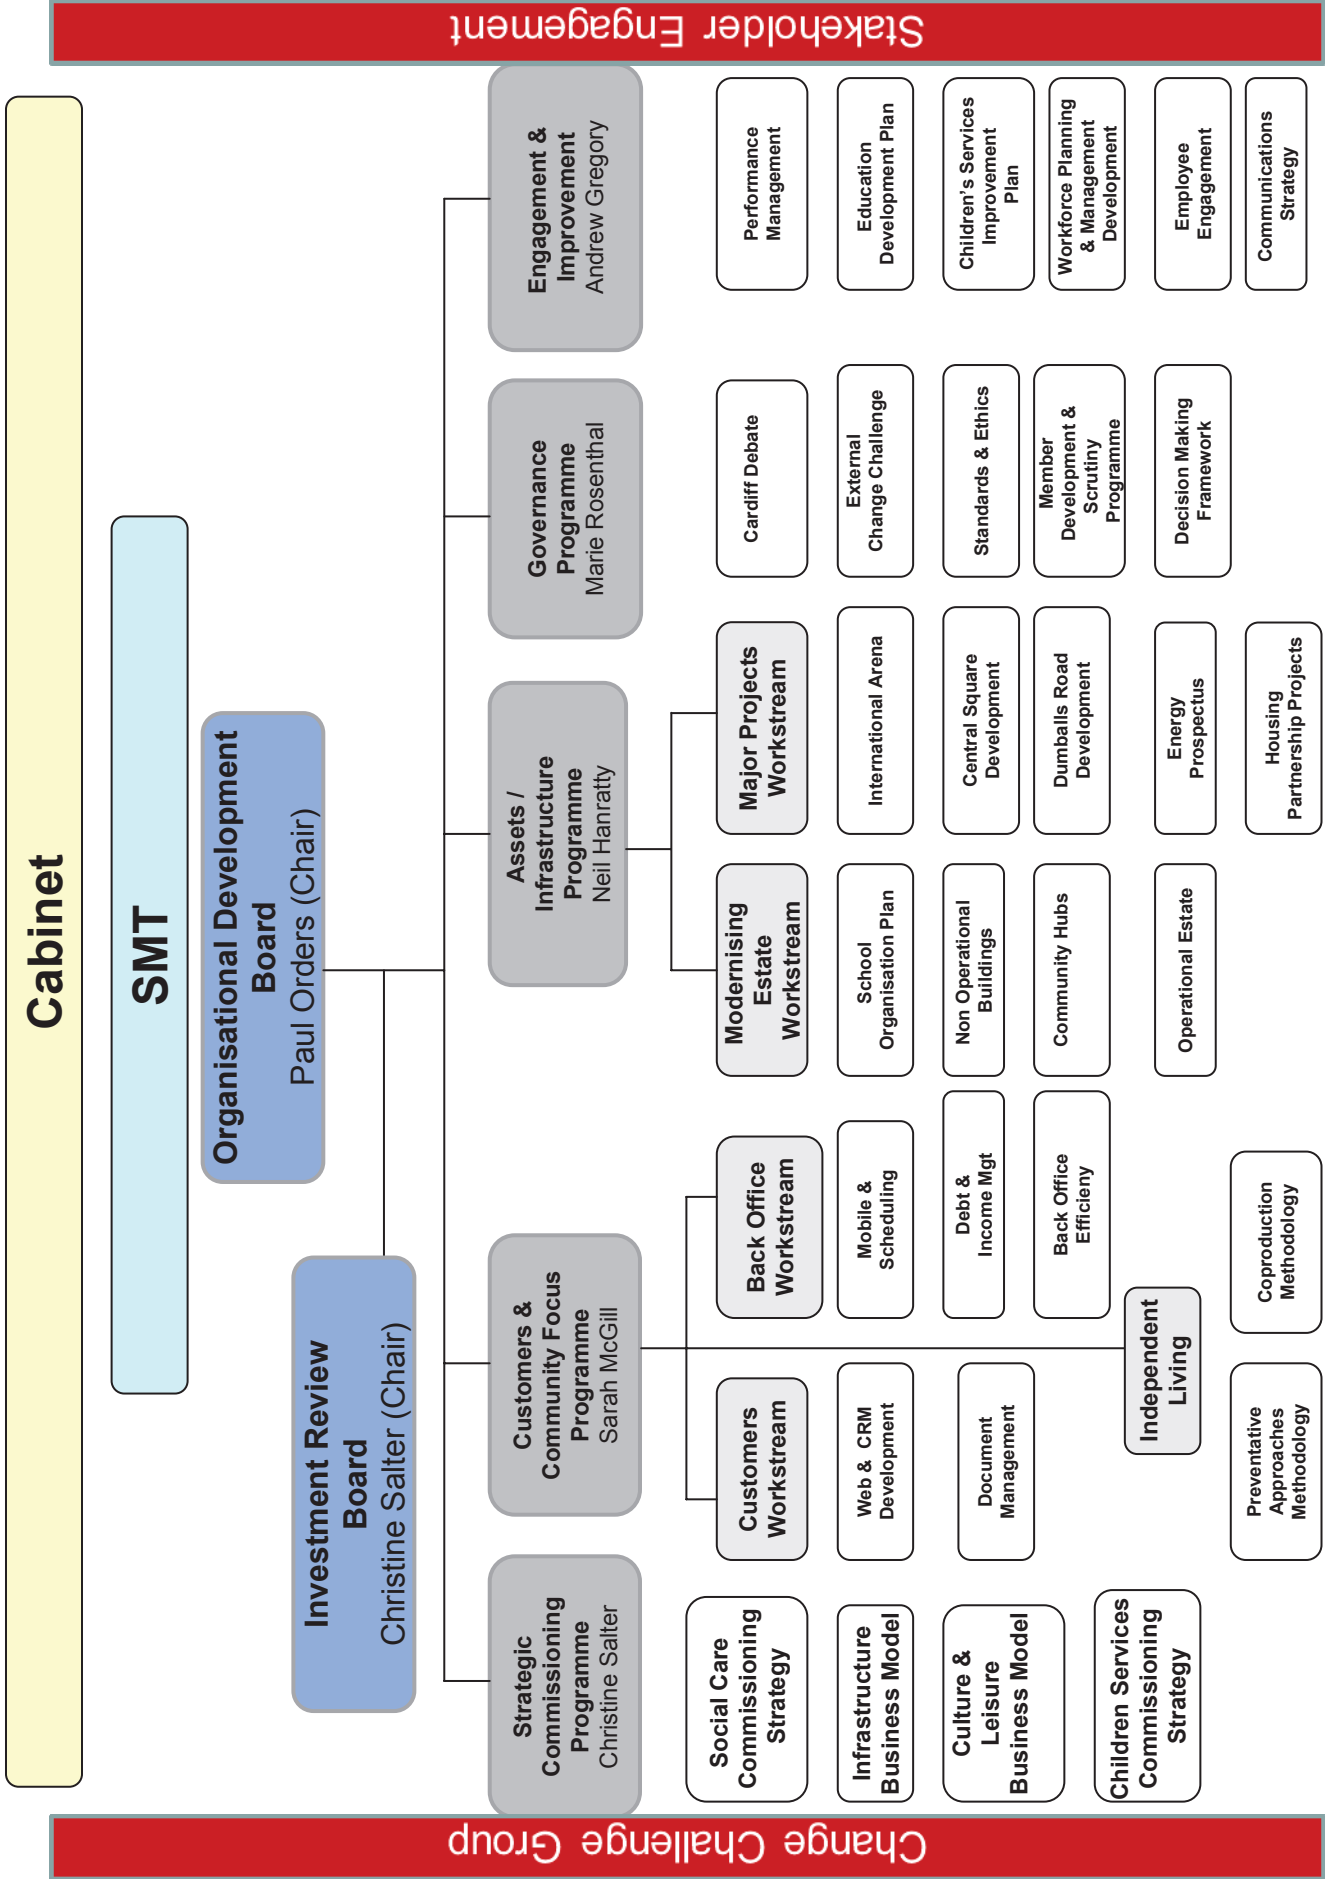 Cabinet
SMT
Organisational Development
Board
Paul Orders (Chair)
Investment Review
Board
Christine Salter (Chair)
Change Challenge Group
Stakeholder Engagement
Strategic
Commissioning
Programme
Christine Salter
Social Care
Commissioning
Strategy
Infrastructure
Business Model
Culture &
Leisure
Business Model
Children Services
Commissioning
Strategy
Customers &
Community Focus
Programme
Sarah McGill
Customers
Workstream
Web & CRM
Development
Document
Management
Back Office
Workstream
Mobile &
Scheduling
Debt &
Income Mgt
Back Office
Efficieny
Independent
Living
Preventative
Approaches
Methodology
Coproduction
Methodology
Assets /
Infrastructure
Programme
Neil Hanratty
Modernising
Estate
Workstream
School
Organisation Plan
Non Operational
Buildings
Community Hubs
Operational Estate
Major Projects
Workstream
International Arena
Central Square
Development
Dumballs Road
Development
Energy
Prospectus
Housing
Partnership Projects
Governance
Programme
Marie Rosenthal
Cardiff Debate
External
Change Challenge
Standards & Ethics
Member
Development &
Scrutiny
Programme
Decision Making
Framework
Engagement &
Improvement
Andrew Gregory
Performance
Management
Education
Development Plan
Children's Services
Improvement
Plan
Workforce Planning
& Management
Development
Employee
Engagement
Communications
Strategy